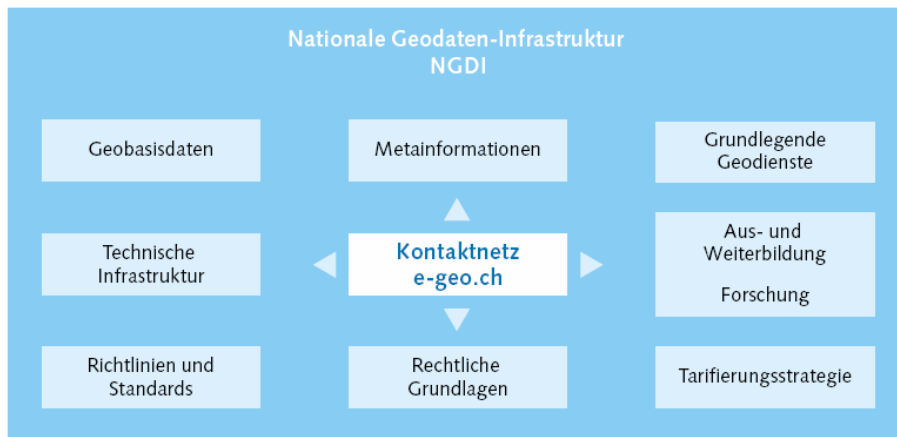 Nationale Geodaten-Infrastruktur
NGDI
Geobasisdaten
Metainformationen
Grundlegende
Geodienste
Technische
Infrastruktur
Kontaktnetz
e-geo.ch
Aus- und
Weiterbildung
Forschung
Richtlinien und
Standards
Rechtliche
Grundlagen
Tarifierungsstrategie